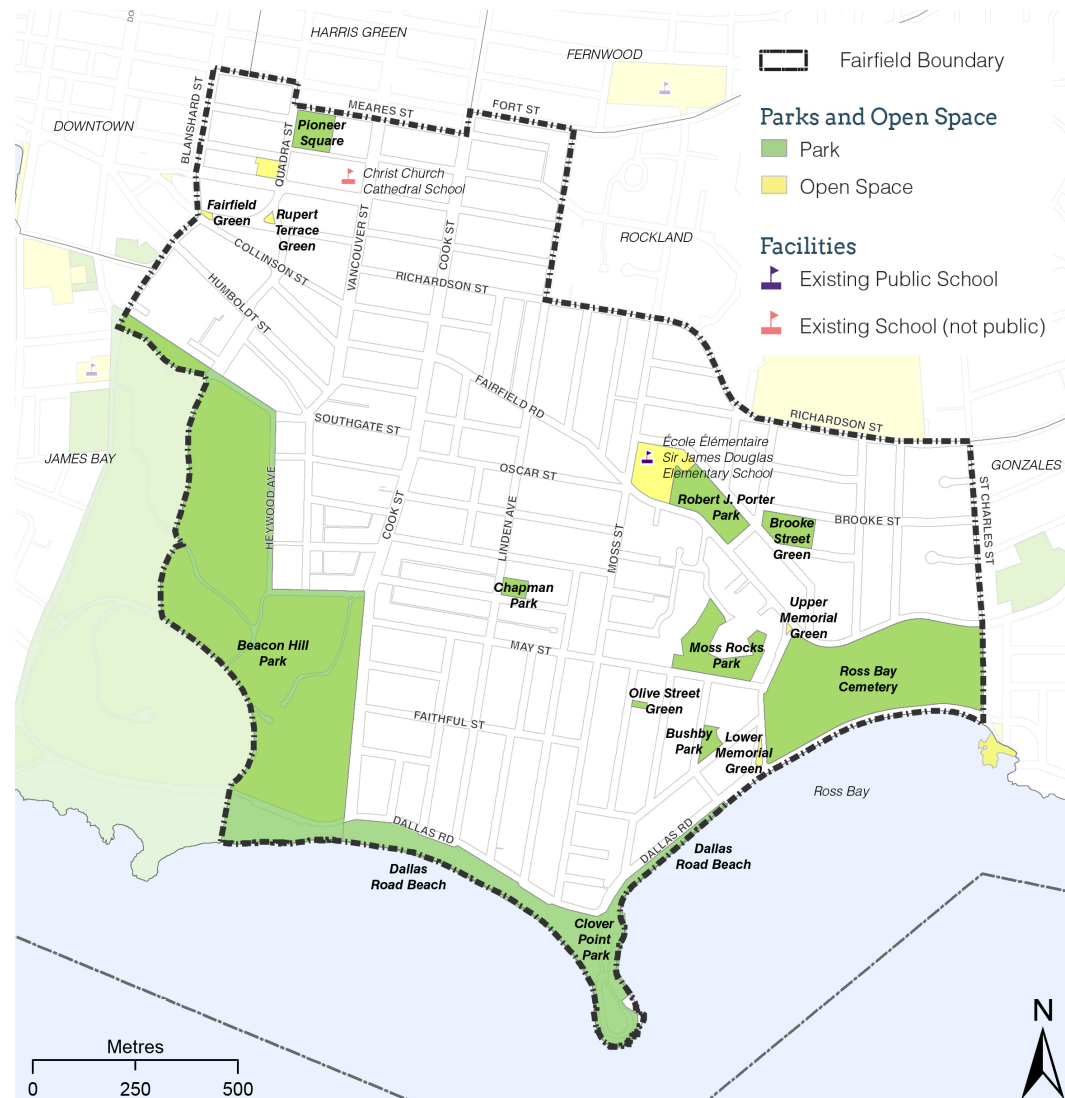 HARRIS GREEN
FERNWOOD
DOWNTOWN
ROCKLAND
JAMES BAY
GONZALES
Fairfield Boundary
Parks and Open Space
Park
Open Space
Facilities
Existing Public School
Existing School (not public)
BLANSHARD ST
MEARES ST
FORT ST
QUADRA ST
Pioneer
Square
Christ Church
Cathedral School
Fairfield
Green
Rupert
Terrace
Green
VANCOUVER ST
COOK ST
COLLINSON ST
HUMBOLDT ST
RICHARDSON ST
FAIRFIELD RD
SOUTHGATE ST
RICHARDSON ST
École Élémentaire
Sir James Douglas
Elementary School
OSCAR ST
HEYWOOD AVE
COOK ST
LINDEN AVE
MOSS ST
Robert J. Porter
Park
Brooke
Street
Green
BROOKE ST
ST CHARLES ST
Chapman
Park
Upper
Memorial
Green
Beacon Hill
Park
MAY ST
Moss Rocks
Park
Ross Bay
Cemetery
Olive Street
Green
FAITHFUL ST
Bushby
Park
Lower
Memorial
Green
Ross Bay
DALLAS RD
DALLAS RD
Dallas
Road Beach
Dallas
Road Beach
Clover
Point
Park
N
Metres
0 250 500